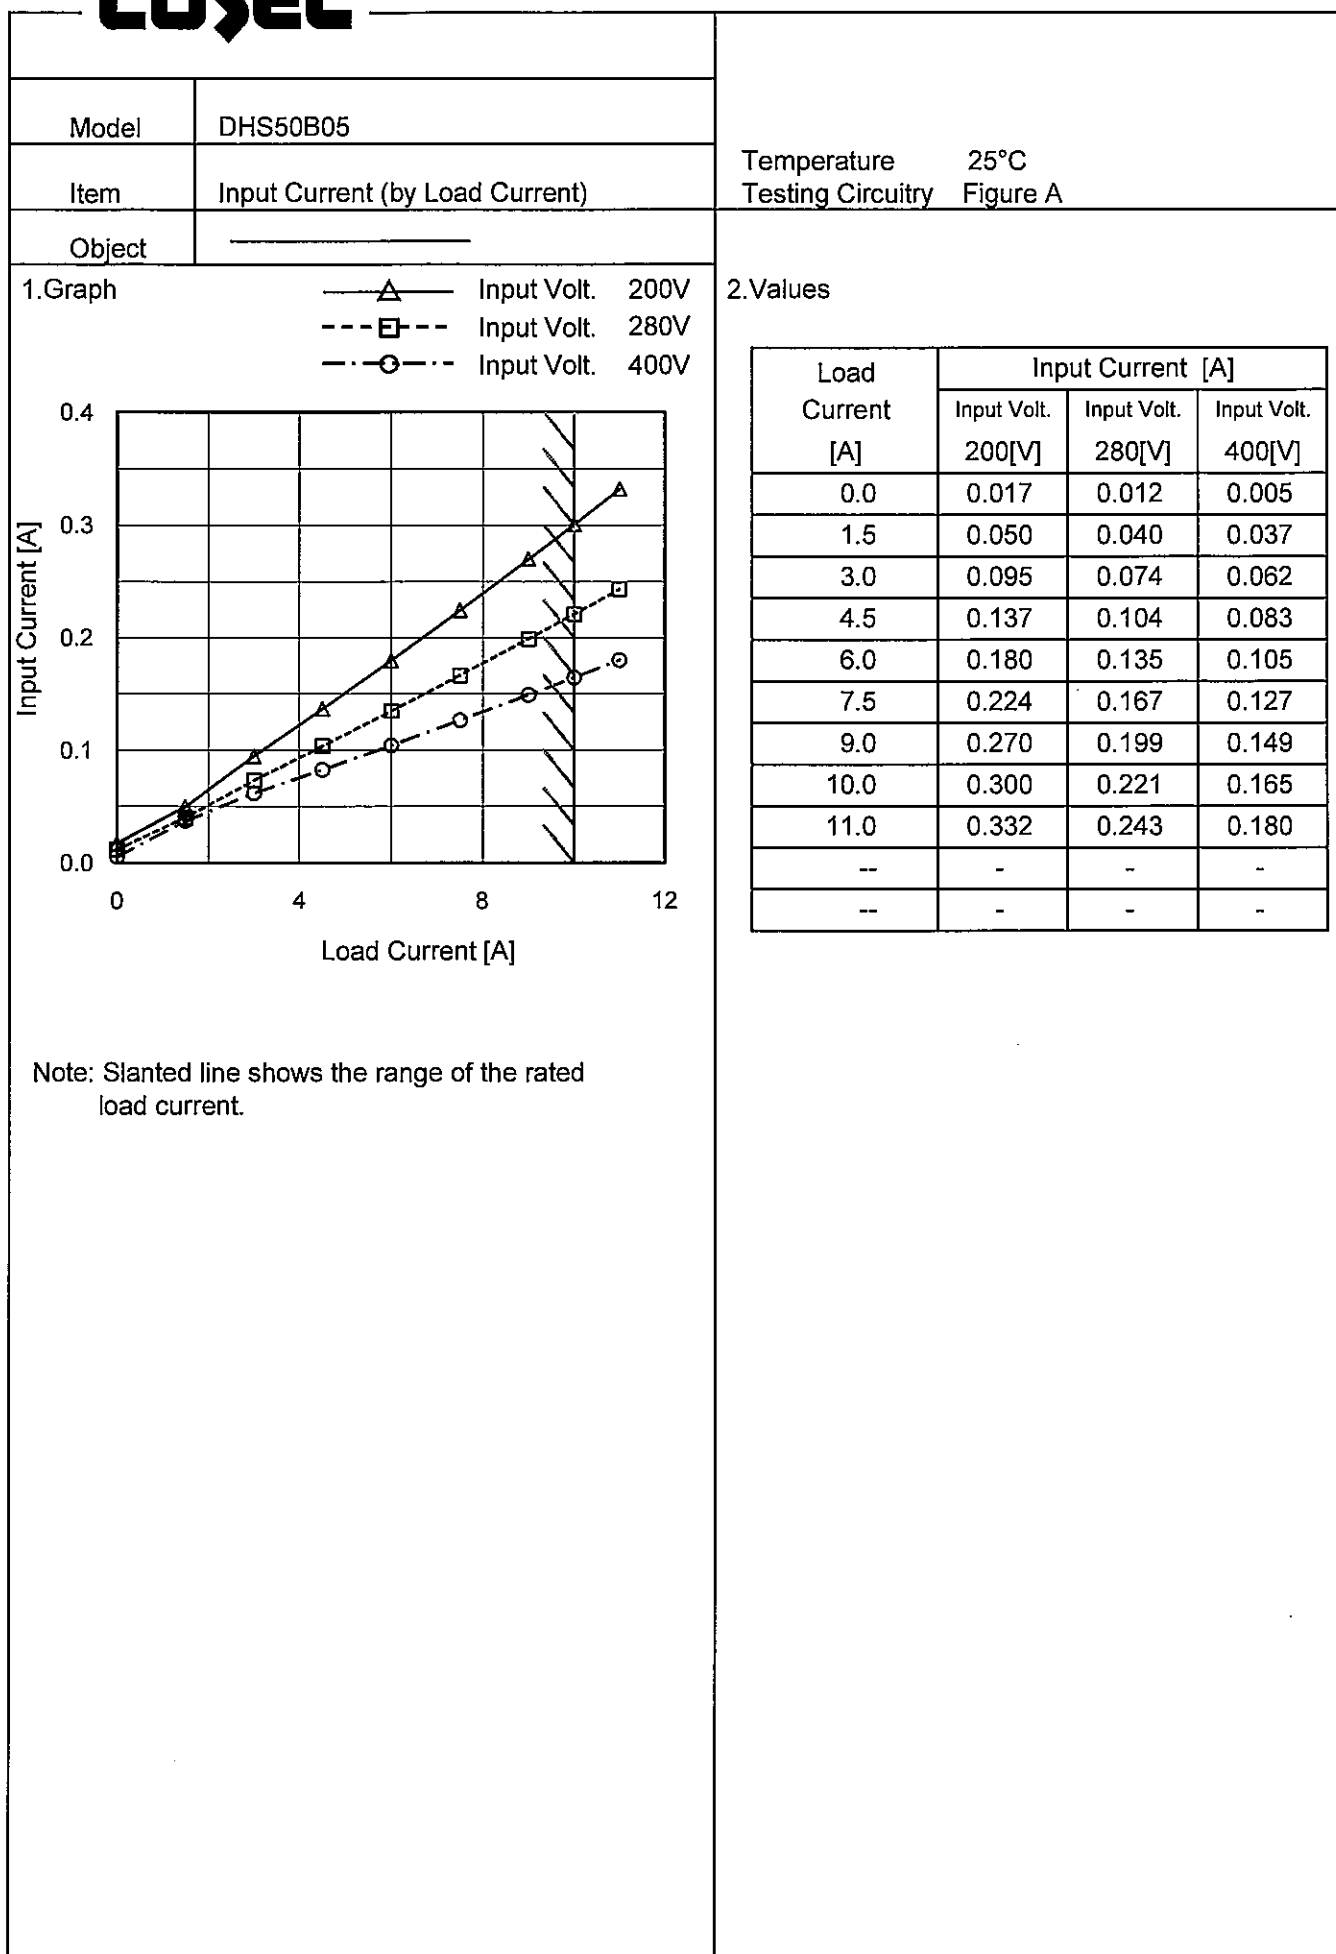 COSEL
Model DHS50B05
Item Input Current (by Load Current)
Object
Temperature 25°C
Testing Circuitry Figure A
1.Graph
Input Volt. 200V
Input Volt. 280V
Input Volt. 400V
Input Current [A]
0.4
0.3
0.2
0.1
0.0
0 4 8 12
Load Current [A]
Note: Slanted line shows the range of the rated
load current.
2.Values
Load Input Current [A]
Current Input Volt. Input Volt. Input Volt.
[A] 200[V] 280[V] 400[V]
0.0 0.017 0.012 0.005
1.5 0.050 0.040 0.037
3.0 0.095 0.074 0.062
4.5 0.137 0.104 0.083
6.0 0.180 0.135 0.105
7.5 0.224 0.167 0.127
9.0 0.270 0.199 0.149
10.0 0.300 0.221 0.165
11.0 0.332 0.243 0.180
-- - - -
-- - - -